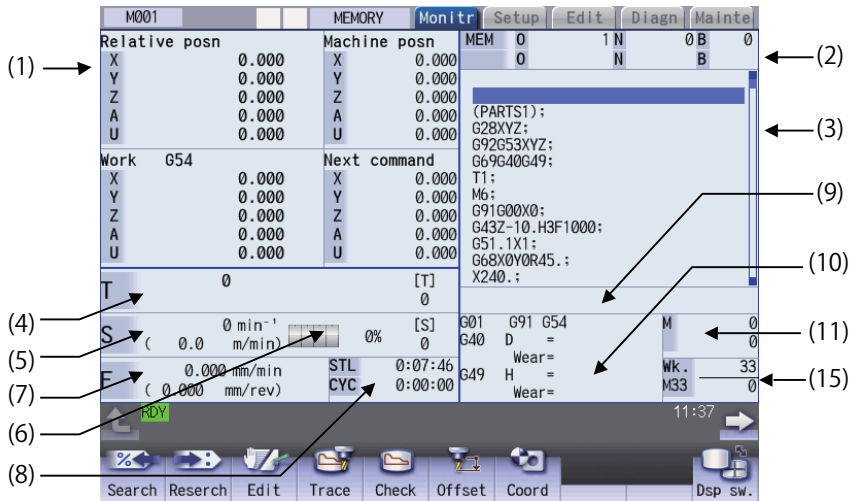 M001 MEMORY Monitr Setup Edit Diagn Mainte
Relative posn
X 0.000
Y 0.000
Z 0.000
A 0.000
U 0.000
Machine posn
X 0.000
Y 0.000
Z 0.000
A 0.000
U 0.000
Work G54
X 0.000
Y 0.000
Z 0.000
A 0.000
U 0.000
Next command
X 0.000
Y 0.000
Z 0.000
A 0.000
U 0.000
MEM O 1 N 0 B 0
O N B
(PARTS1);
G28XYZ;
G92G53XYZ;
G69G40G49;
T1;
M6;
G91G00X0;
G43Z-10.H3F1000;
G51.1X1;
G68X0Y0R45.;
X240.;
T 0 [T]
0
S 0 min⁻¹ 0% [S]
( 0.0 m/min) 0
F 0.000 mm/min
( 0.000 mm/rev)
STL 0:07:46
CYC 0:00:00
G01 G91 G54
G40 D =
Wear=
G49 H =
Wear=
M 0
0
Wk. 33
M33 0
RDY 11:37
Search Reserch Edit Trace Check Offset Coord Dsp sw.
(1)
(4)
(5)
(7)
(6)
(8)
(2)
(3)
(9)
(10)
(11)
(15)